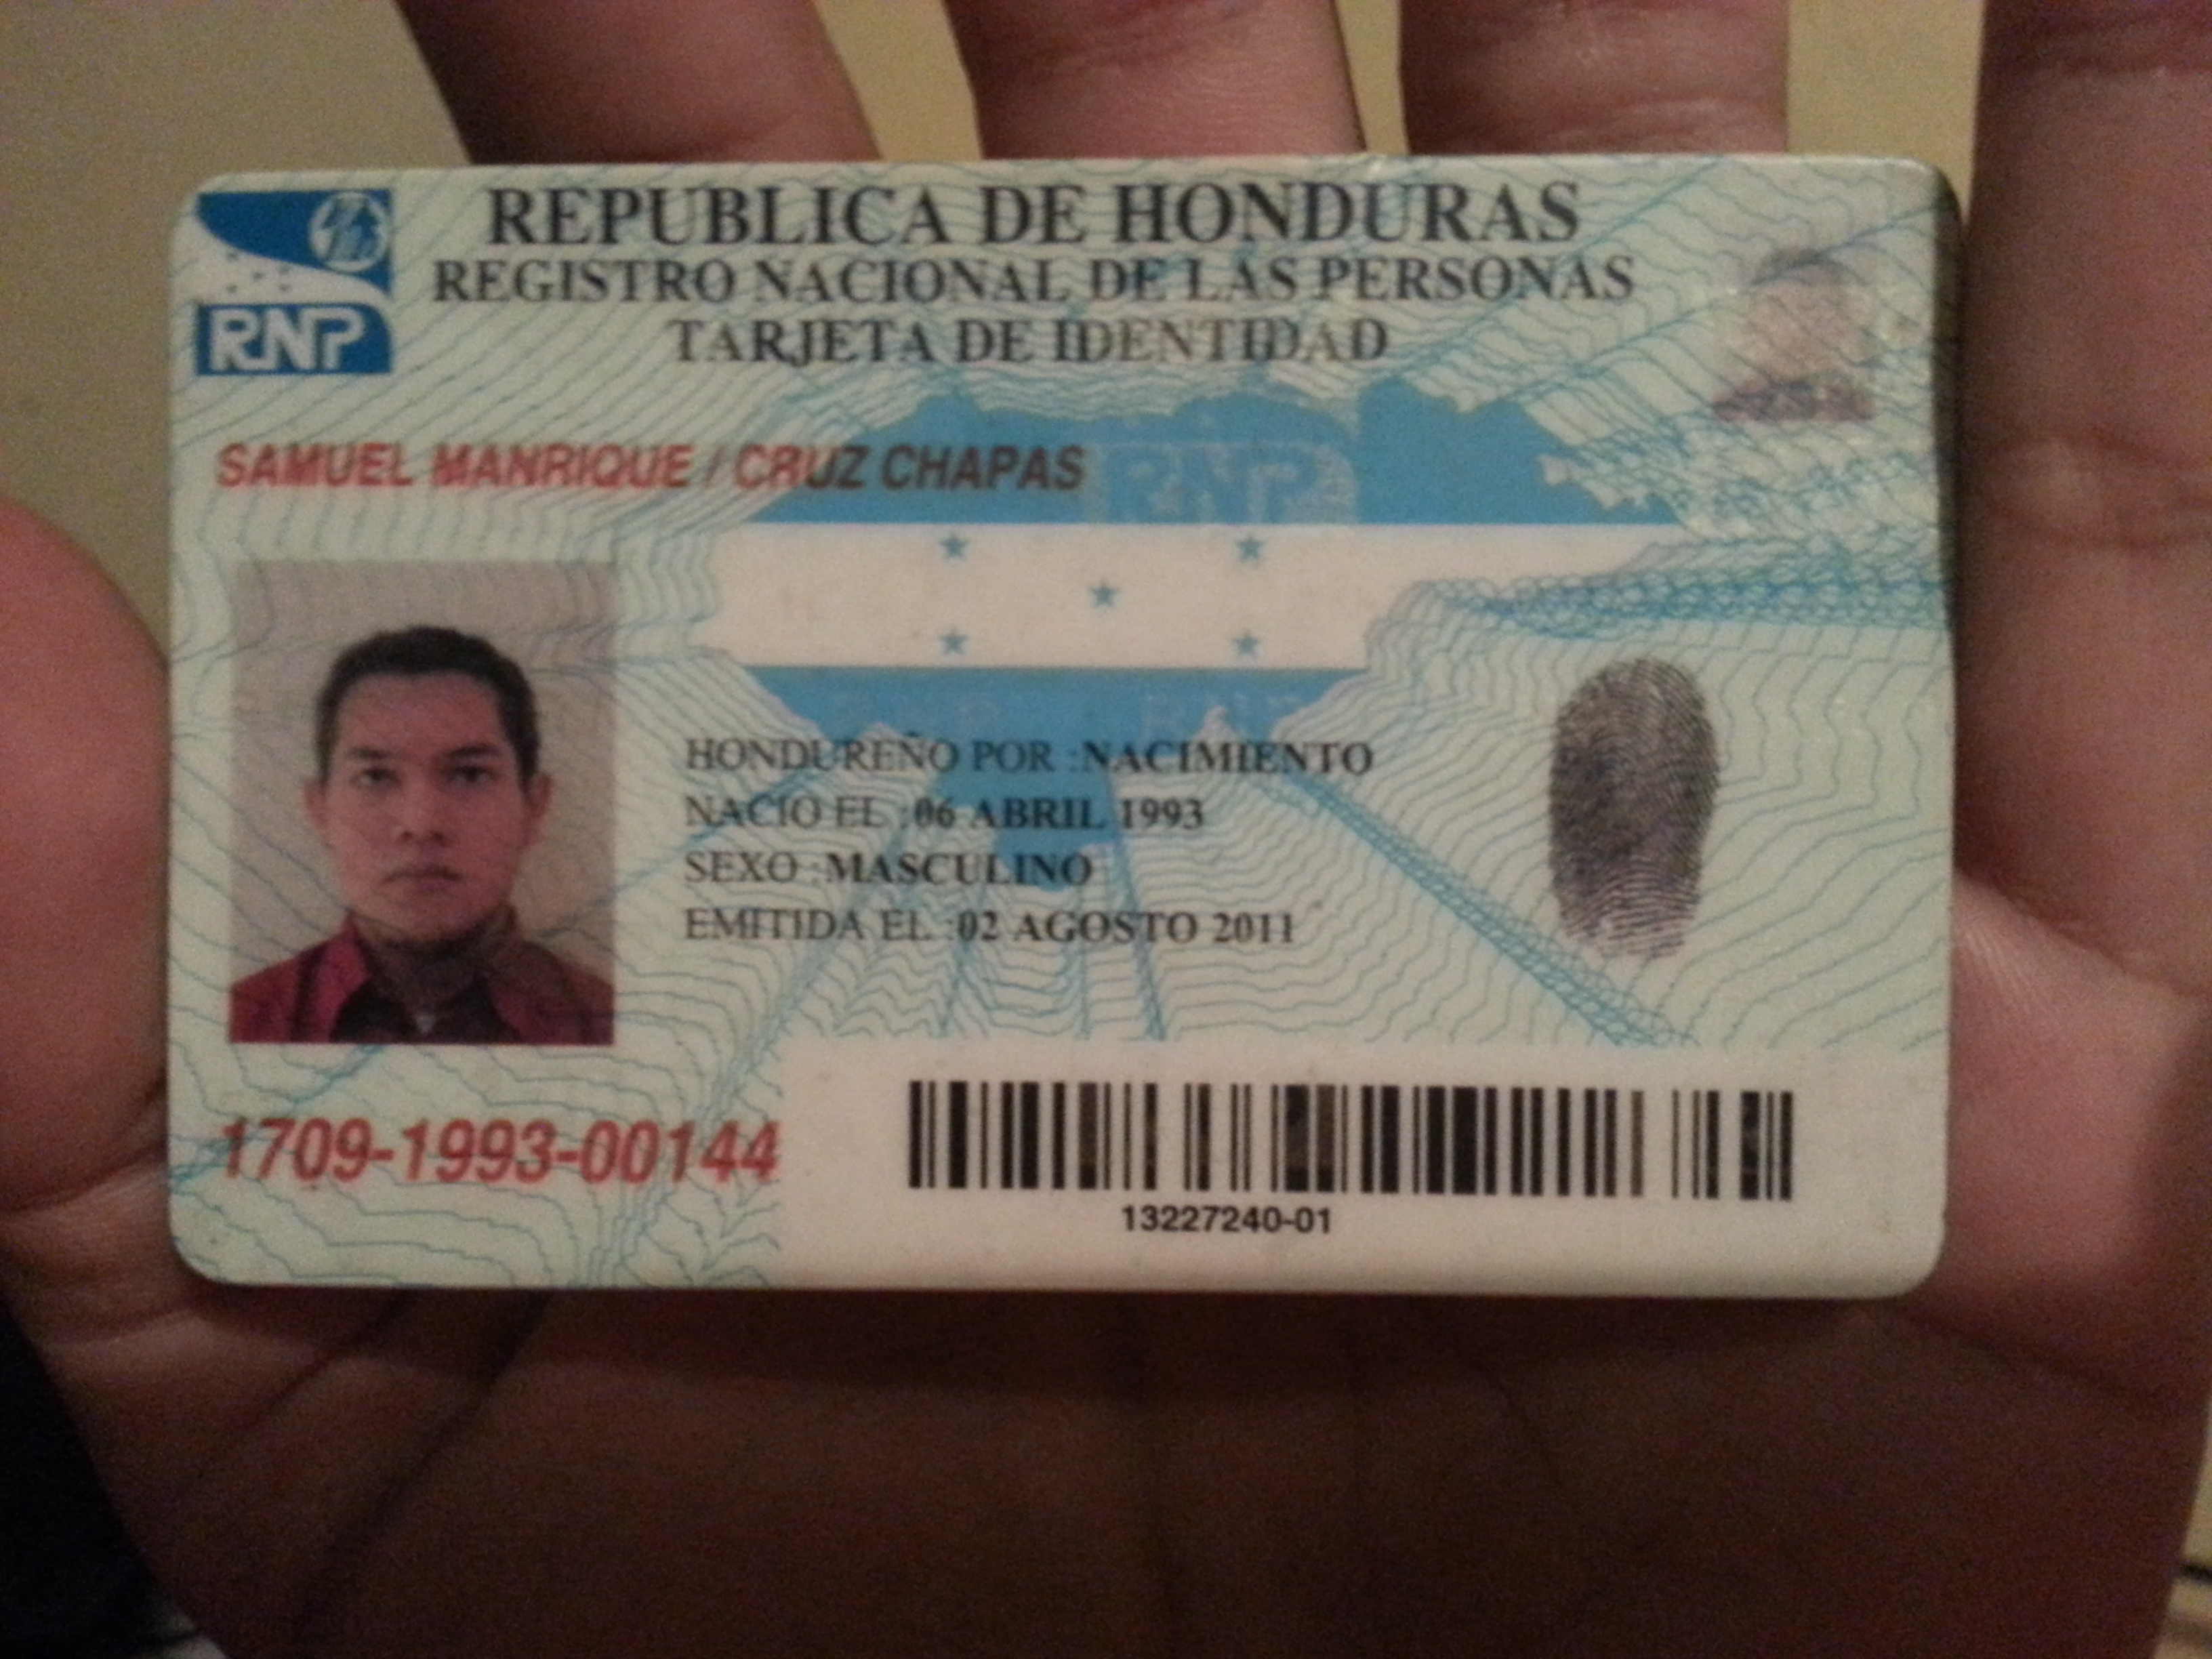 REPUBLICA DE HONDURAS
REGISTRO NACIONAL DE LAS PERSONAS
TARJETA DE IDENTIDAD
RNP
SAMUEL MANRIQUE / CRUZ CHAPAS
RNP
HONDUREÑO POR :NACIMIENTO
NACIO EL :06 ABRIL 1993
SEXO :MASCULINO
EMITIDA EL :02 AGOSTO 2011
1709-1993-00144
13227240-01